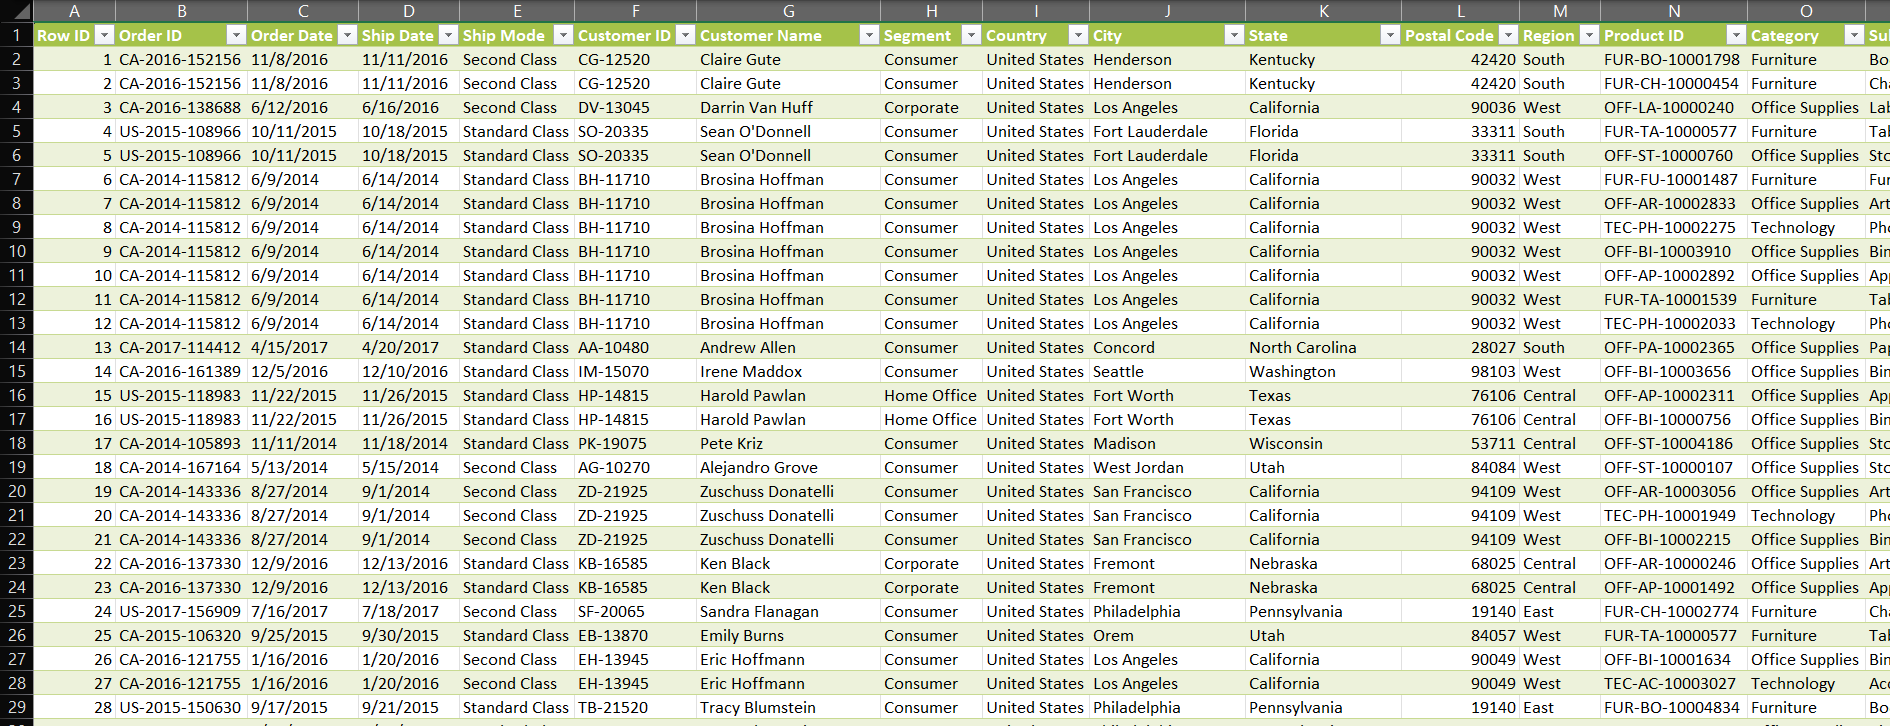 A B C D E F G H I J K L M N O
1 Row ID Order ID Order Date Ship Date Ship Mode Customer ID Customer Name Segment Country City State Postal Code Region Product ID Category Su
2 1 CA-2016-152156 11/8/2016 11/11/2016 Second Class CG-12520 Claire Gute Consumer United States Henderson Kentucky 42420 South FUR-BO-10001798 Furniture Bo
3 2 CA-2016-152156 11/8/2016 11/11/2016 Second Class CG-12520 Claire Gute Consumer United States Henderson Kentucky 42420 South FUR-CH-10000454 Furniture Cha
4 3 CA-2016-138688 6/12/2016 6/16/2016 Second Class DV-13045 Darrin Van Huff Corporate United States Los Angeles California 90036 West OFF-LA-10000240 Office Supplies Lab
5 4 US-2015-108966 10/11/2015 10/18/2015 Standard Class SO-20335 Sean O'Donnell Consumer United States Fort Lauderdale Florida 33311 South FUR-TA-10000577 Furniture Tal
6 5 US-2015-108966 10/11/2015 10/18/2015 Standard Class SO-20335 Sean O'Donnell Consumer United States Fort Lauderdale Florida 33311 South OFF-ST-10000760 Office Supplies Sto
7 6 CA-2014-115812 6/9/2014 6/14/2014 Standard Class BH-11710 Brosina Hoffman Consumer United States Los Angeles California 90032 West FUR-FU-10001487 Furniture Fur
8 7 CA-2014-115812 6/9/2014 6/14/2014 Standard Class BH-11710 Brosina Hoffman Consumer United States Los Angeles California 90032 West OFF-AR-10002833 Office Supplies Art
9 8 CA-2014-115812 6/9/2014 6/14/2014 Standard Class BH-11710 Brosina Hoffman Consumer United States Los Angeles California 90032 West TEC-PH-10002275 Technology Pho
10 9 CA-2014-115812 6/9/2014 6/14/2014 Standard Class BH-11710 Brosina Hoffman Consumer United States Los Angeles California 90032 West OFF-BI-10003910 Office Supplies Bin
11 10 CA-2014-115812 6/9/2014 6/14/2014 Standard Class BH-11710 Brosina Hoffman Consumer United States Los Angeles California 90032 West OFF-AP-10002892 Office Supplies App
12 11 CA-2014-115812 6/9/2014 6/14/2014 Standard Class BH-11710 Brosina Hoffman Consumer United States Los Angeles California 90032 West FUR-TA-10001539 Furniture Tal
13 12 CA-2014-115812 6/9/2014 6/14/2014 Standard Class BH-11710 Brosina Hoffman Consumer United States Los Angeles California 90032 West TEC-PH-10002033 Technology Pho
14 13 CA-2017-114412 4/15/2017 4/20/2017 Standard Class AA-10480 Andrew Allen Consumer United States Concord North Carolina 28027 South OFF-PA-10002365 Office Supplies Pap
15 14 CA-2016-161389 12/5/2016 12/10/2016 Standard Class IM-15070 Irene Maddox Consumer United States Seattle Washington 98103 West OFF-BI-10003656 Office Supplies Bin
16 15 US-2015-118983 11/22/2015 11/26/2015 Standard Class HP-14815 Harold Pawlan Home Office United States Fort Worth Texas 76106 Central OFF-AP-10002311 Office Supplies App
17 16 US-2015-118983 11/22/2015 11/26/2015 Standard Class HP-14815 Harold Pawlan Home Office United States Fort Worth Texas 76106 Central OFF-BI-10000756 Office Supplies Bin
18 17 CA-2014-105893 11/11/2014 11/18/2014 Standard Class PK-19075 Pete Kriz Consumer United States Madison Wisconsin 53711 Central OFF-ST-10004186 Office Supplies Sto
19 18 CA-2014-167164 5/13/2014 5/15/2014 Second Class AG-10270 Alejandro Grove Consumer United States West Jordan Utah 84084 West OFF-ST-10000107 Office Supplies Sto
20 19 CA-2014-143336 8/27/2014 9/1/2014 Second Class ZD-21925 Zuschuss Donatelli Consumer United States San Francisco California 94109 West OFF-AR-10003056 Office Supplies Art
21 20 CA-2014-143336 8/27/2014 9/1/2014 Second Class ZD-21925 Zuschuss Donatelli Consumer United States San Francisco California 94109 West TEC-PH-10001949 Technology Pho
22 21 CA-2014-143336 8/27/2014 9/1/2014 Second Class ZD-21925 Zuschuss Donatelli Consumer United States San Francisco California 94109 West OFF-BI-10002215 Office Supplies Bin
23 22 CA-2016-137330 12/9/2016 12/13/2016 Standard Class KB-16585 Ken Black Corporate United States Fremont Nebraska 68025 Central OFF-AR-10000246 Office Supplies Art
24 23 CA-2016-137330 12/9/2016 12/13/2016 Standard Class KB-16585 Ken Black Corporate United States Fremont Nebraska 68025 Central OFF-AP-10001492 Office Supplies App
25 24 US-2017-156909 7/16/2017 7/18/2017 Second Class SF-20065 Sandra Flanagan Consumer United States Philadelphia Pennsylvania 19140 East FUR-CH-10002774 Furniture Cha
26 25 CA-2015-106320 9/25/2015 9/30/2015 Standard Class EB-13870 Emily Burns Consumer United States Orem Utah 84057 West FUR-TA-10000577 Furniture Tal
27 26 CA-2016-121755 1/16/2016 1/20/2016 Second Class EH-13945 Eric Hoffmann Consumer United States Los Angeles California 90049 West OFF-BI-10001634 Office Supplies Bin
28 27 CA-2016-121755 1/16/2016 1/20/2016 Second Class EH-13945 Eric Hoffmann Consumer United States Los Angeles California 90049 West TEC-AC-10003027 Technology Acc
29 28 US-2015-150630 9/17/2015 9/21/2015 Standard Class TB-21520 Tracy Blumstein Consumer United States Philadelphia Pennsylvania 19140 East FUR-BO-10004834 Furniture Bo